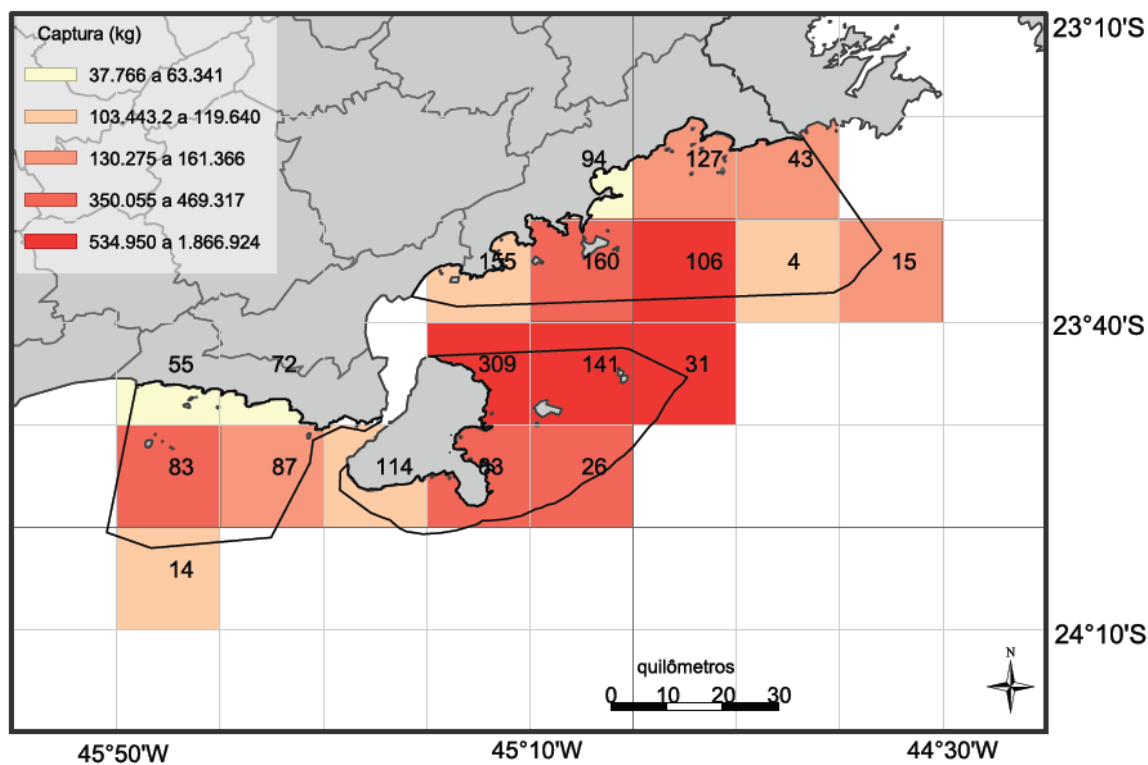 Captura (kg)
37.766 a 63.341
103.443,2 a 119.640
130.275 a 161.366
350.055 a 469.317
534.950 a 1.866.924
23°10'S
94 127 43
155 160 106 4 15
23°40'S
55 72 309 141 31
83 87 114 83 26
14
24°10'S
N
quilômetros
0 10 20 30
45°50'W 45°10'W 44°30'W